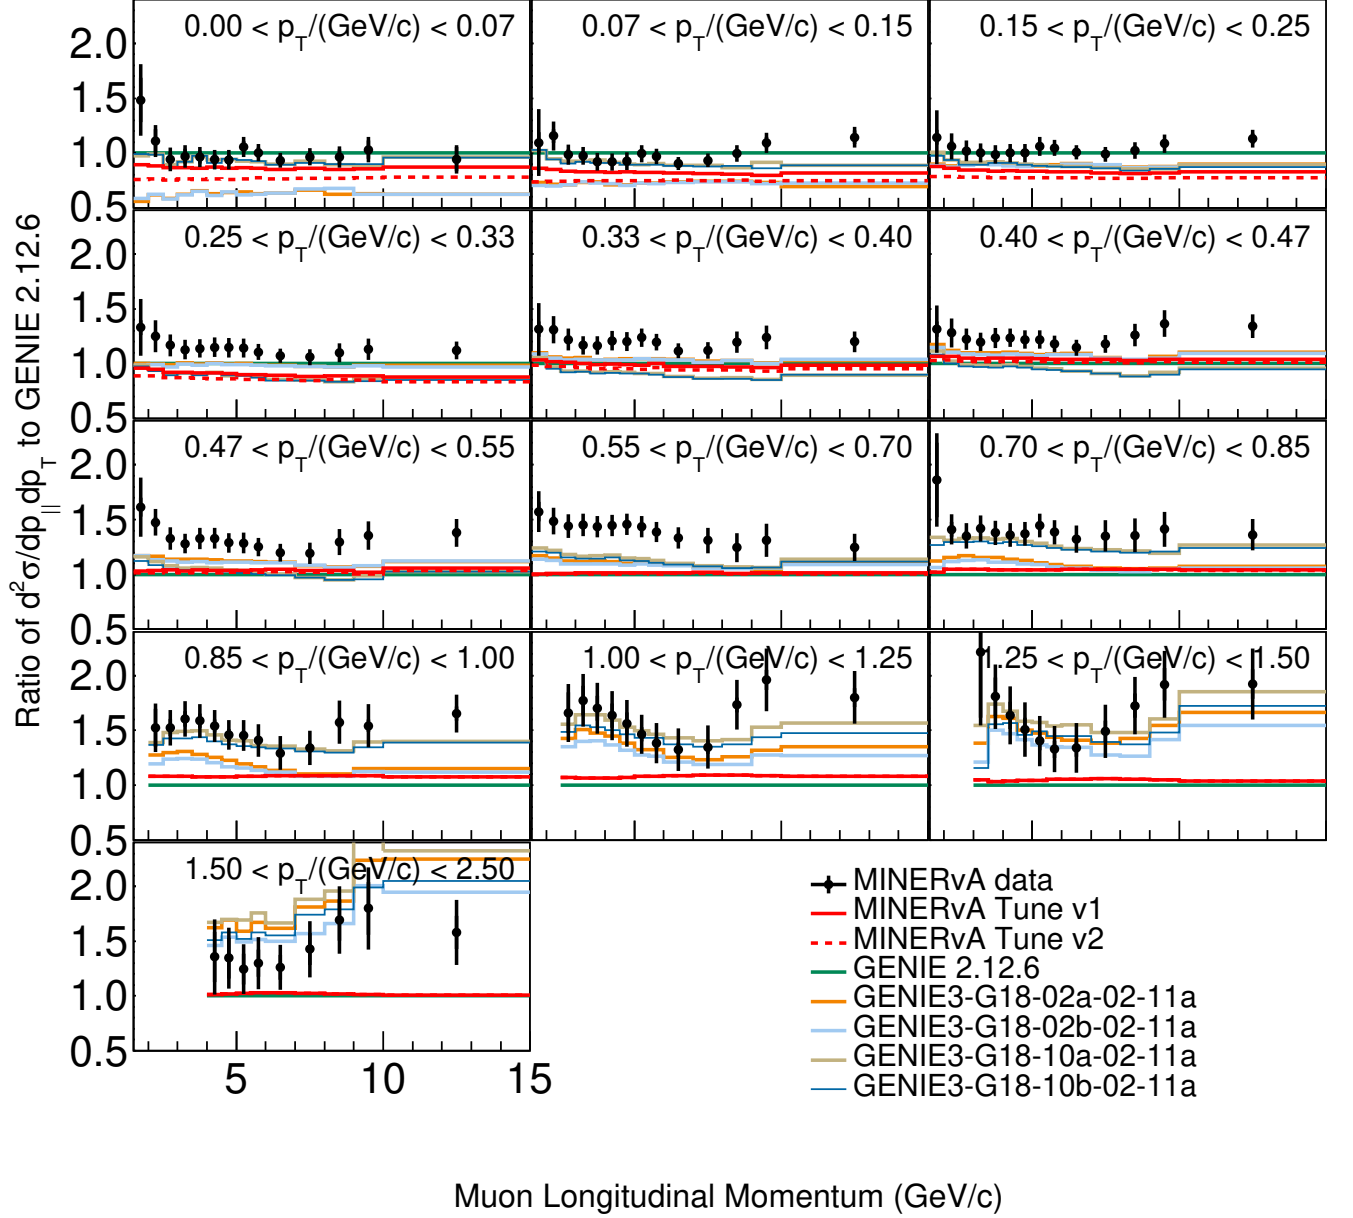 0.00 < p_T/(GeV/c) < 0.07
0.07 < p_T/(GeV/c) < 0.15
0.15 < p_T/(GeV/c) < 0.25
2.0
1.5
1.0
0.5
0.25 < p_T/(GeV/c) < 0.33
0.33 < p_T/(GeV/c) < 0.40
0.40 < p_T/(GeV/c) < 0.47
2.0
1.5
1.0
0.5
0.47 < p_T/(GeV/c) < 0.55
0.55 < p_T/(GeV/c) < 0.70
0.70 < p_T/(GeV/c) < 0.85
2.0
1.5
1.0
0.5
0.85 < p_T/(GeV/c) < 1.00
1.00 < p_T/(GeV/c) < 1.25
1.25 < p_T/(GeV/c) < 1.50
2.0
1.5
1.0
0.5
1.50 < p_T/(GeV/c) < 2.50
2.0
1.5
1.0
0.5
5 10 15
Ratio of d²σ/dp_||dp_T to GENIE 2.12.6
MINERvA data
MINERvA Tune v1
MINERvA Tune v2
GENIE 2.12.6
GENIE3-G18-02a-02-11a
GENIE3-G18-02b-02-11a
GENIE3-G18-10a-02-11a
GENIE3-G18-10b-02-11a
Muon Longitudinal Momentum (GeV/c)